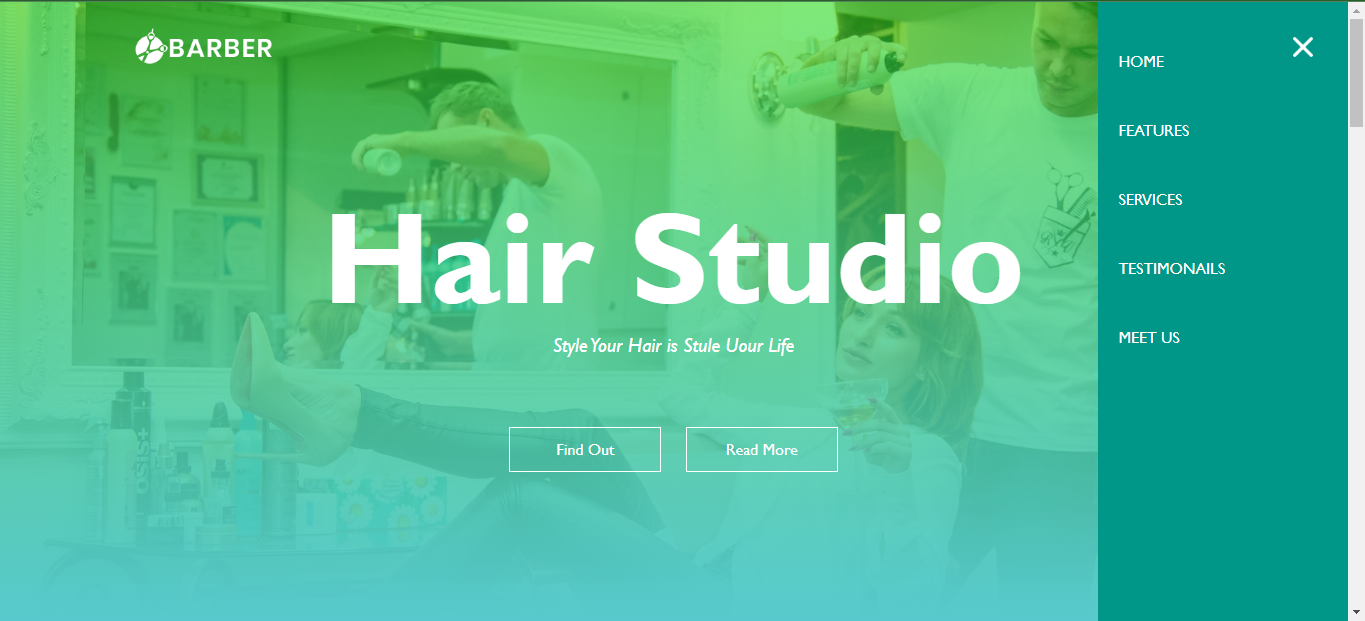 BARBER
HOME
FEATURES
SERVICES
TESTIMONAILS
MEET US
Hair Studio
Style Your Hair is Stule Uour Life
Find Out
Read More
OSIS+